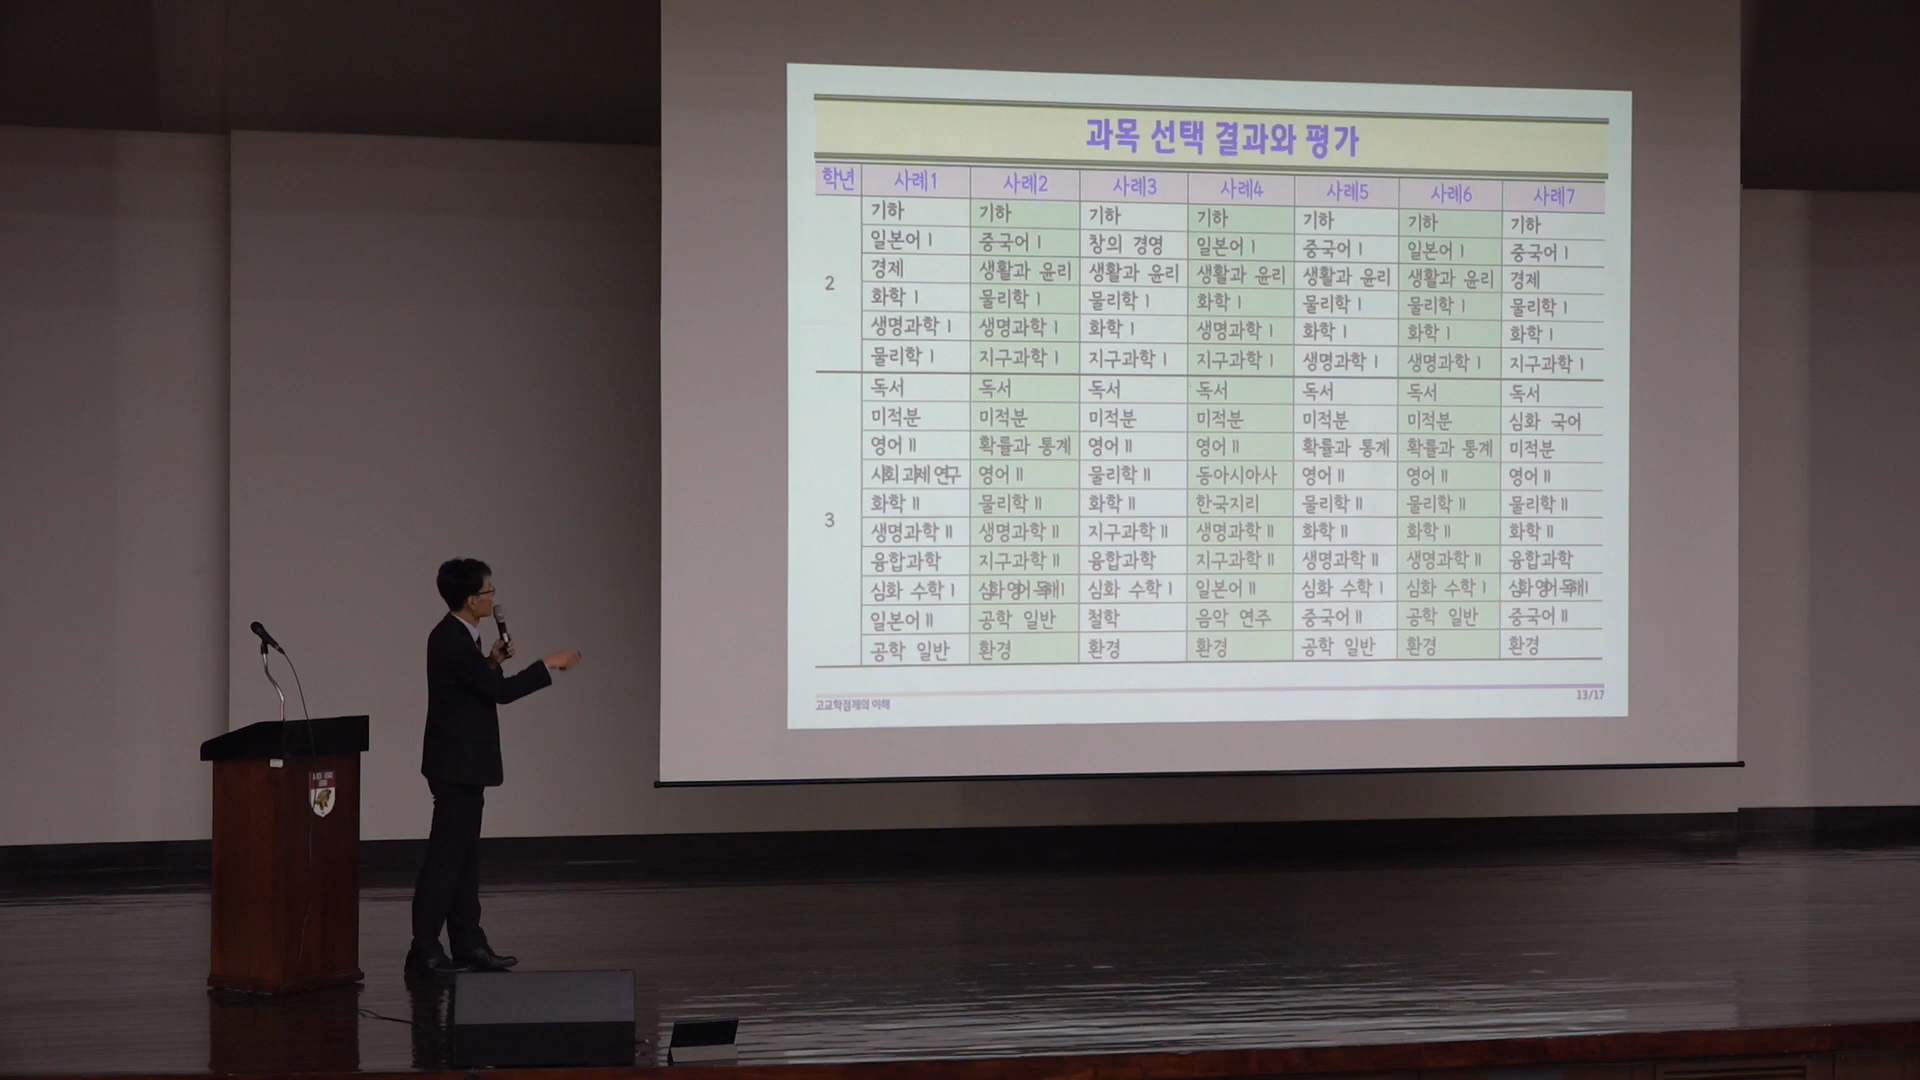 과목 선택 결과와 평가
학년 사례1 사례2 사례3 사례4 사례5 사례6 사례7
기하 기하 기하 기하 기하 기하 기하
일본어Ⅰ 중국어Ⅰ 창의 경영 일본어Ⅰ 중국어Ⅰ 일본어Ⅰ 중국어Ⅰ
경제 생활과 윤리 생활과 윤리 생활과 윤리 생활과 윤리 생활과 윤리 경제
2
화학Ⅰ 물리학Ⅰ 물리학Ⅰ 화학Ⅰ 물리학Ⅰ 물리학Ⅰ 물리학Ⅰ
생명과학Ⅰ 생명과학Ⅰ 화학Ⅰ 생명과학Ⅰ 화학Ⅰ 화학Ⅰ 화학Ⅰ
물리학Ⅰ 지구과학Ⅰ 지구과학Ⅰ 지구과학Ⅰ 생명과학Ⅰ 생명과학Ⅰ 지구과학Ⅰ
독서 독서 독서 독서 독서 독서 독서
미적분 미적분 미적분 미적분 미적분 미적분 심화 국어
영어Ⅱ 확률과 통계 영어Ⅱ 영어Ⅱ 확률과 통계 확률과 통계 미적분
사회 과제 연구 영어Ⅱ 물리학Ⅱ 동아시아사 영어Ⅱ 영어Ⅱ 영어Ⅱ
화학Ⅱ 물리학Ⅱ 화학Ⅱ 한국지리 물리학Ⅱ 물리학Ⅱ 물리학Ⅱ
3
생명과학Ⅱ 생명과학Ⅱ 지구과학Ⅱ 생명과학Ⅱ 화학Ⅱ 화학Ⅱ 화학Ⅱ
융합과학 지구과학Ⅱ 융합과학 지구과학Ⅱ 생명과학Ⅱ 생명과학Ⅱ 융합과학
심화 수학Ⅰ 심화 영어 독해Ⅰ 심화 수학Ⅰ 일본어Ⅱ 심화 수학Ⅰ 심화 수학Ⅰ 심화 영어 독해Ⅰ
일본어Ⅱ 공학 일반 철학 음악 연주 중국어Ⅱ 공학 일반 중국어Ⅱ
공학 일반 환경 환경 환경 공학 일반 환경 환경
고교학점제의 이해
13/17